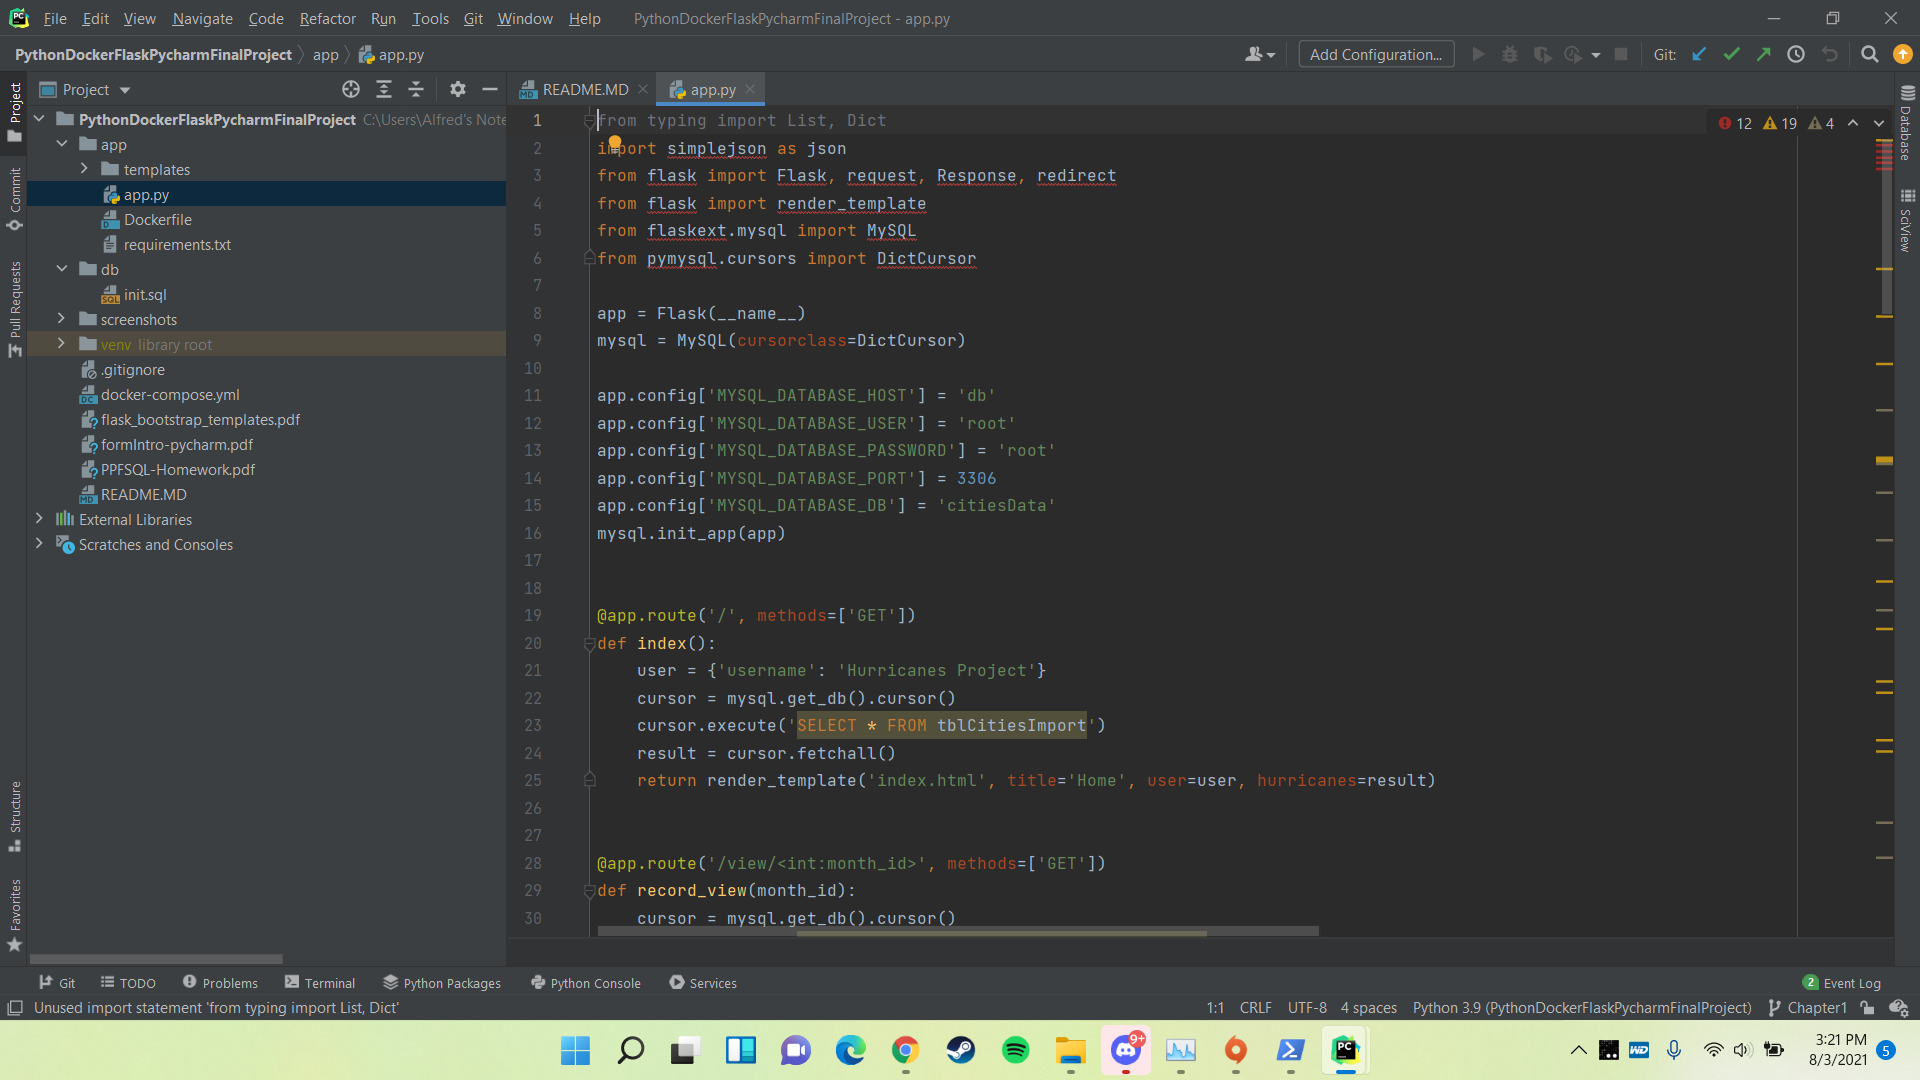 PC File Edit View Navigate Code Refactor Run Tools Git Window Help PythonDockerFlaskPycharmFinalProject - app.py
PythonDockerFlaskPycharmFinalProject app app.py Add Configuration... Git:
Project README.MD app.py
PythonDockerFlaskPycharmFinalProject C:\Users\Alfred's Note
app
templates
app.py
Dockerfile
requirements.txt
db
init.sql
screenshots
venv library root
.gitignore
docker-compose.yml
flask_bootstrap_templates.pdf
formIntro-pycharm.pdf
PPFSQL-Homework.pdf
README.MD
External Libraries
Scratches and Consoles
Project
Commit
Pull Requests
Structure
Favorites
12 19 4
1 from typing import List, Dict
2 import simplejson as json
3 from flask import Flask, request, Response, redirect
4 from flask import render_template
5 from flaskext.mysql import MySQL
6 from pymysql.cursors import DictCursor
7
8 app = Flask(__name__)
9 mysql = MySQL(cursorclass=DictCursor)
10
11 app.config['MYSQL_DATABASE_HOST'] = 'db'
12 app.config['MYSQL_DATABASE_USER'] = 'root'
13 app.config['MYSQL_DATABASE_PASSWORD'] = 'root'
14 app.config['MYSQL_DATABASE_PORT'] = 3306
15 app.config['MYSQL_DATABASE_DB'] = 'citiesData'
16 mysql.init_app(app)
17
18
19 @app.route('/', methods=['GET'])
20 def index():
21 user = {'username': 'Hurricanes Project'}
22 cursor = mysql.get_db().cursor()
23 cursor.execute('SELECT * FROM tblCitiesImport')
24 result = cursor.fetchall()
25 return render_template('index.html', title='Home', user=user, hurricanes=result)
26
27
28 @app.route('/view/<int:month_id>', methods=['GET'])
29 def record_view(month_id):
30 cursor = mysql.get_db().cursor()
Database
SciView
Git TODO Problems Terminal Python Packages Python Console Services 2 Event Log
Unused import statement 'from typing import List, Dict' 1:1 CRLF UTF-8 4 spaces Python 3.9 (PythonDockerFlaskPycharmFinalProject) Chapter1
9+ PC WD 3:21 PM
8/3/2021 5